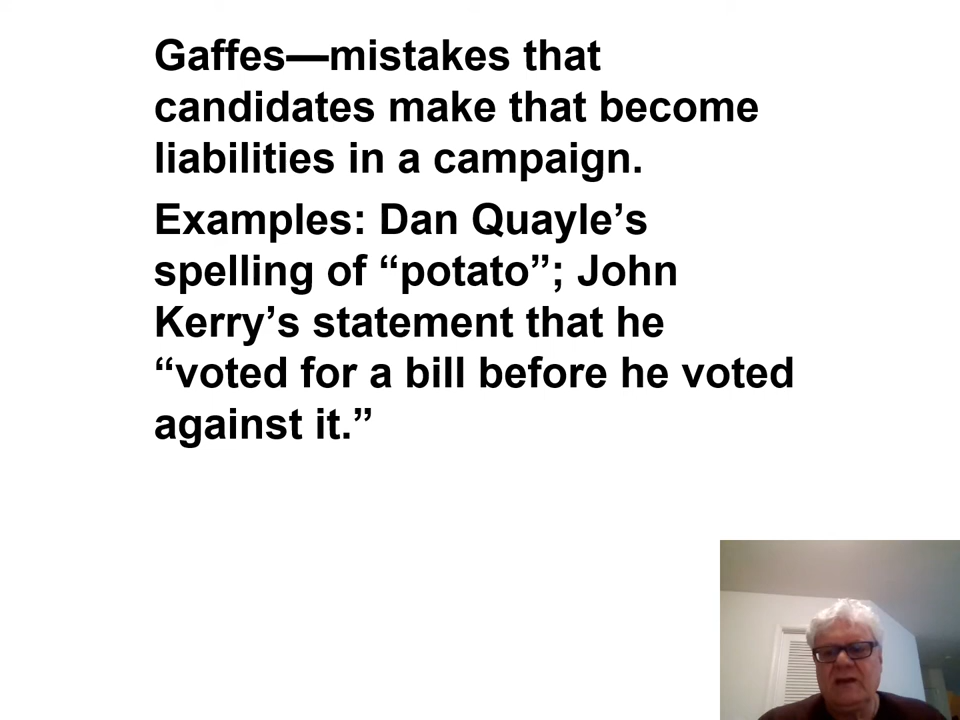 Gaffes—mistakes that
candidates make that become
liabilities in a campaign.
Examples: Dan Quayle’s
spelling of “potato”; John
Kerry’s statement that he
“voted for a bill before he voted
against it.”